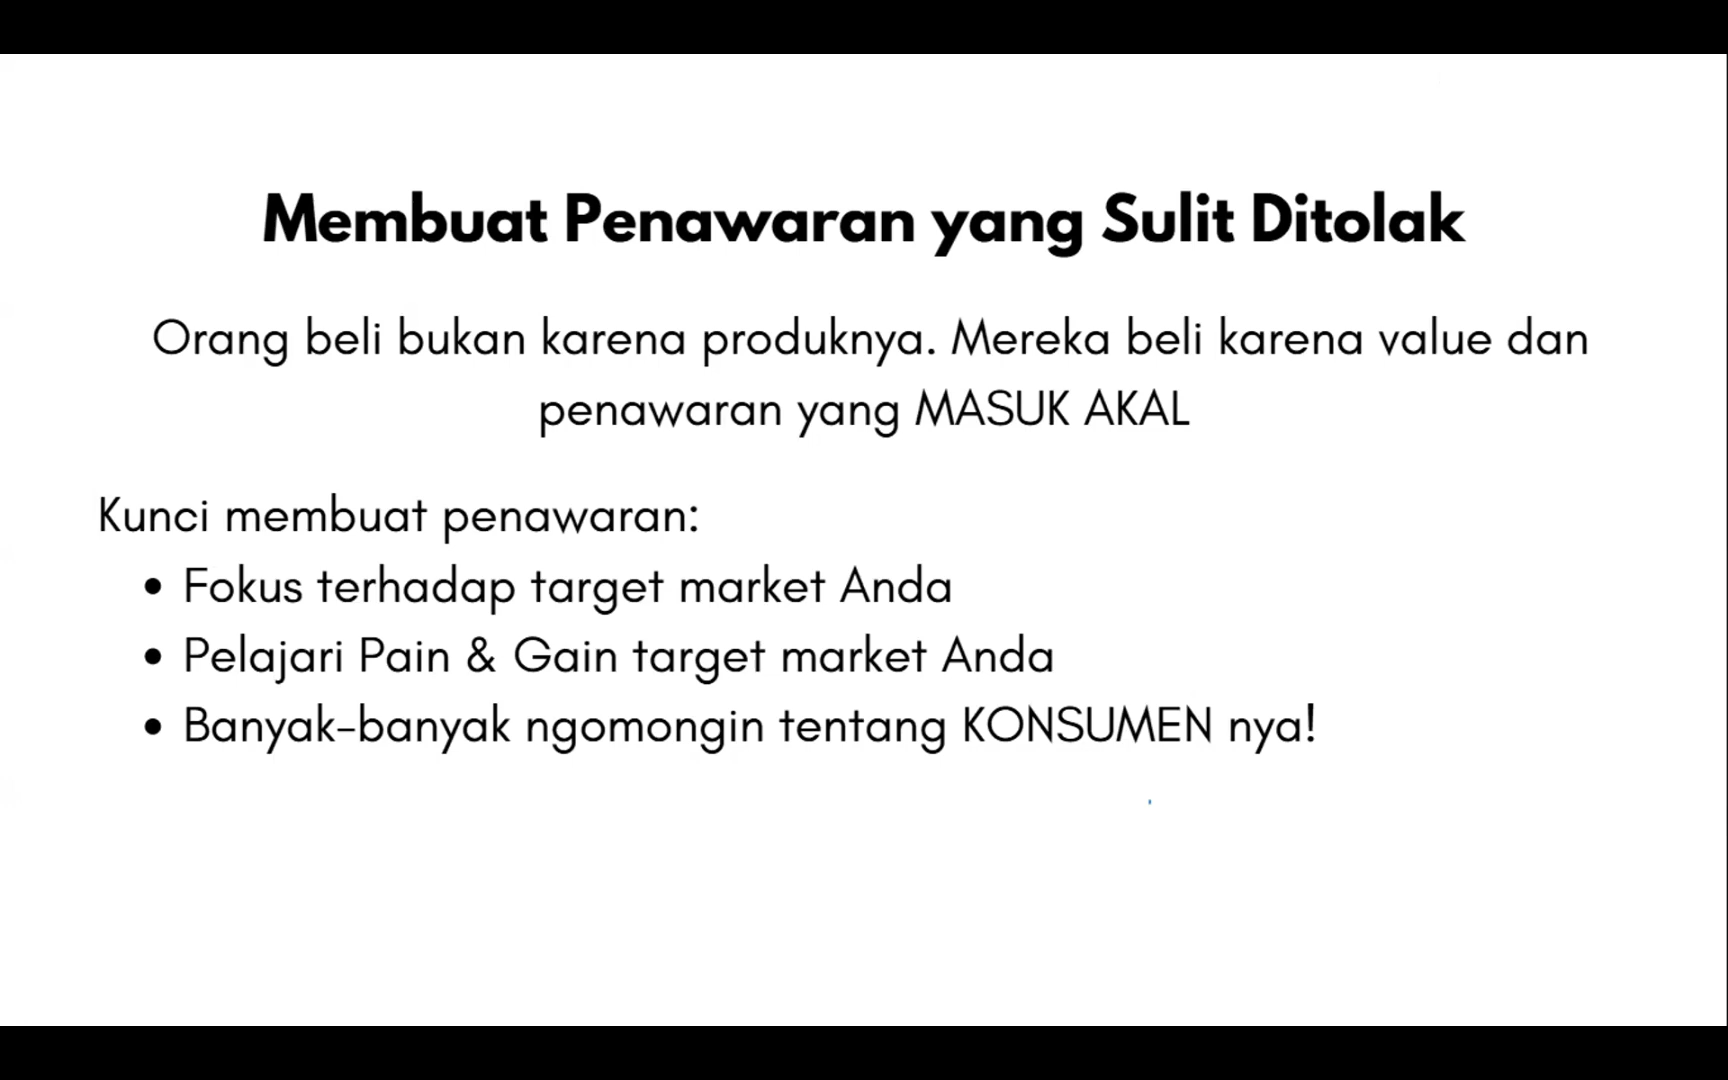 Membuat Penawaran yang Sulit Ditolak
Orang beli bukan karena produknya. Mereka beli karena value dan
penawaran yang MASUK AKAL
Kunci membuat penawaran:
• Fokus terhadap target market Anda
• Pelajari Pain & Gain target market Anda
• Banyak-banyak ngomongin tentang KONSUMEN nya!